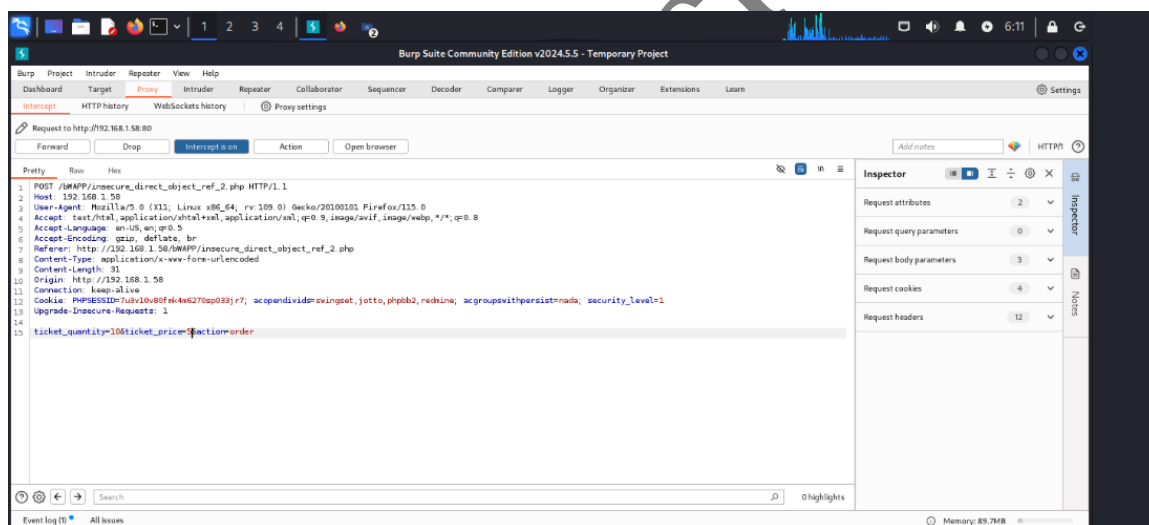 1 2 3 4 6:11
Burp Suite Community Edition v2024.5.5 - Temporary Project
Burp Project Intruder Repeater View Help
Dashboard Target Proxy Intruder Repeater Collaborator Sequencer Decoder Comparer Logger Organizer Extensions Learn Settings
Intercept HTTP history WebSockets history Proxy settings
Request to http://192.168.1.58:80
Forward Drop Intercept is on Action Open browser Add notes HTTP/1
Pretty Raw Hex
Inspector
Request attributes 2
Request query parameters 0
Request body parameters 3
Request cookies 4
Request headers 12
Inspector
Notes
1 POST /bWAPP/insecure_direct_object_ref_2.php HTTP/1.1
2 Host: 192.168.1.58
3 User-Agent: Mozilla/5.0 (X11; Linux x86_64; rv:109.0) Gecko/20100101 Firefox/115.0
4 Accept: text/html,application/xhtml+xml,application/xml;q=0.9,image/avif,image/webp,*/*;q=0.8
5 Accept-Language: en-US,en;q=0.5
6 Accept-Encoding: gzip, deflate, br
7 Referer: http://192.168.1.58/bWAPP/insecure_direct_object_ref_2.php
8 Content-Type: application/x-www-form-urlencoded
9 Content-Length: 31
10 Origin: http://192.168.1.58
11 Connection: keep-alive
12 Cookie: PHPSESSID=7u3v10v80fmk4m6270sp033jr7; acopendivids=swingset,jotto,phpbb2,redmine; acgroupswithpersist=nada; security_level=1
13 Upgrade-Insecure-Requests: 1
14
15 ticket_quantity=10&ticket_price=5&action=order
Search 0 highlights
Event log (1) All issues Memory: 89.7MB